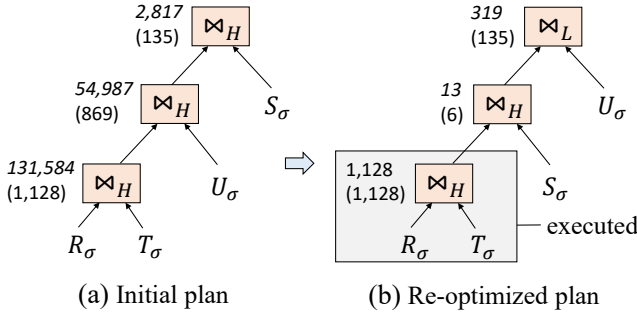 2,817
(135)
⋈H
54,987
(869)
⋈H
Sσ
131,584
(1,128)
⋈H
Uσ
Rσ
Tσ
(a) Initial plan
319
(135)
⋈L
13
(6)
⋈H
Uσ
1,128
(1,128)
⋈H
Sσ
executed
Rσ
Tσ
(b) Re-optimized plan